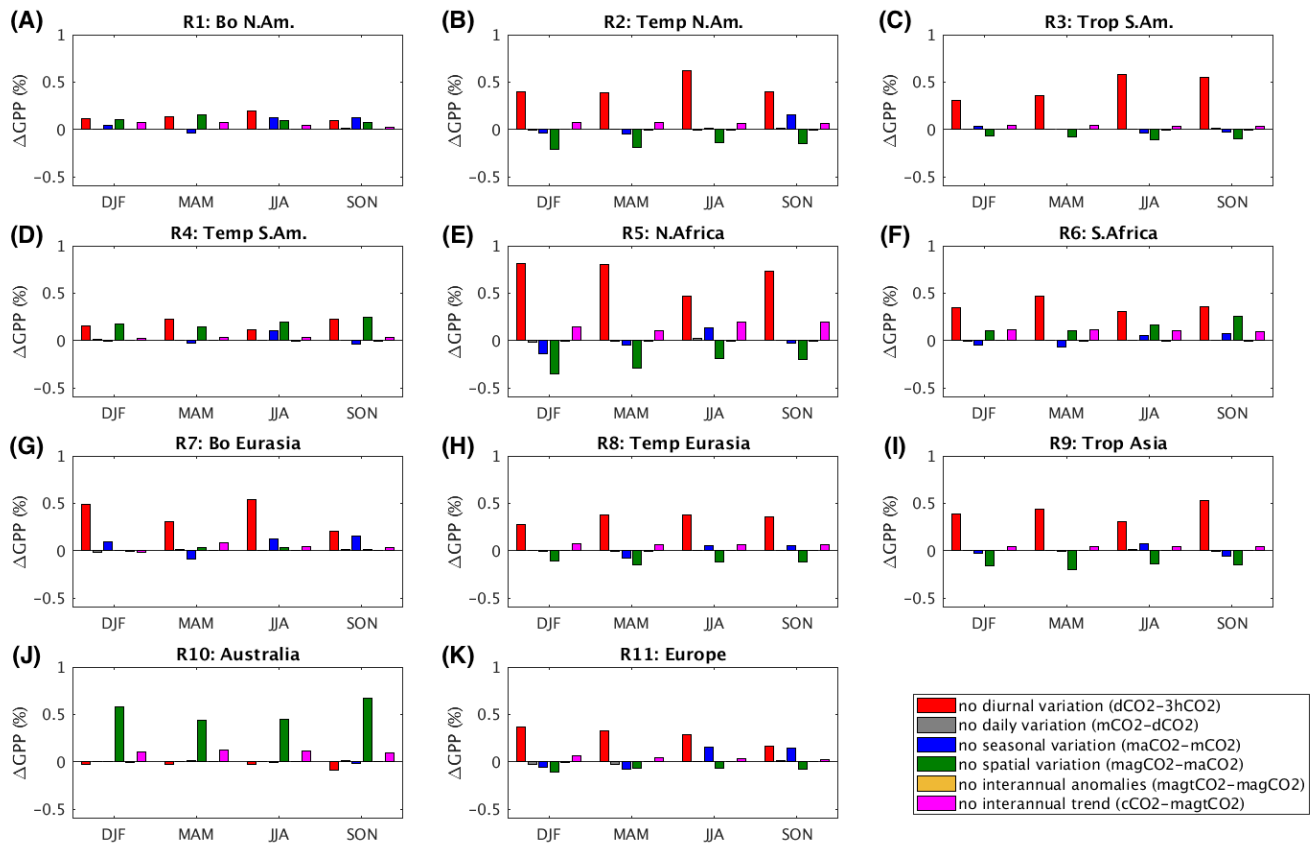 (A) R1: Bo N.Am.
1
0.5
0
−0.5
ΔGPP (%)
DJF MAM JJA SON
(B) R2: Temp N.Am.
1
0.5
0
−0.5
ΔGPP (%)
DJF MAM JJA SON
(C) R3: Trop S.Am.
1
0.5
0
−0.5
ΔGPP (%)
DJF MAM JJA SON
(D) R4: Temp S.Am.
1
0.5
0
−0.5
ΔGPP (%)
DJF MAM JJA SON
(E) R5: N.Africa
1
0.5
0
−0.5
ΔGPP (%)
DJF MAM JJA SON
(F) R6: S.Africa
1
0.5
0
−0.5
ΔGPP (%)
DJF MAM JJA SON
(G) R7: Bo Eurasia
1
0.5
0
−0.5
ΔGPP (%)
DJF MAM JJA SON
(H) R8: Temp Eurasia
1
0.5
0
−0.5
ΔGPP (%)
DJF MAM JJA SON
(I) R9: Trop Asia
1
0.5
0
−0.5
ΔGPP (%)
DJF MAM JJA SON
(J) R10: Australia
1
0.5
0
−0.5
ΔGPP (%)
DJF MAM JJA SON
(K) R11: Europe
1
0.5
0
−0.5
ΔGPP (%)
DJF MAM JJA SON
no diurnal variation (dCO2−3hCO2)
no daily variation (mCO2−dCO2)
no seasonal variation (maCO2−mCO2)
no spatial variation (magCO2−maCO2)
no interannual anomalies (magtCO2−magCO2)
no interannual trend (cCO2−magtCO2)